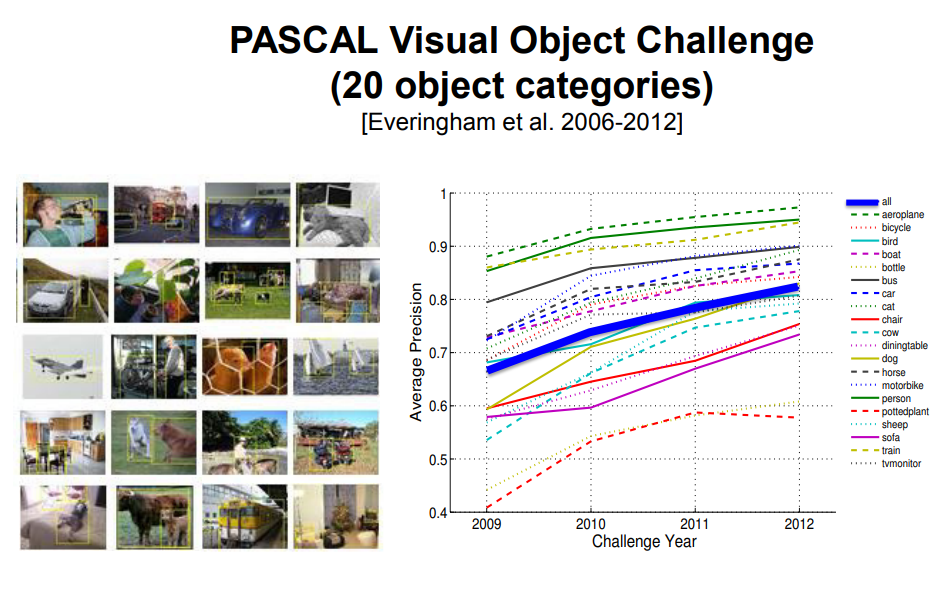 PASCAL Visual Object Challenge
(20 object categories)
[Everingham et al. 2006-2012]
Average Precision
1
0.9
0.8
0.7
0.6
0.5
0.4
2009
2010
2011
2012
Challenge Year
all
aeroplane
bicycle
bird
boat
bottle
bus
car
cat
chair
cow
diningtable
dog
horse
motorbike
person
pottedplant
sheep
sofa
train
tvmonitor